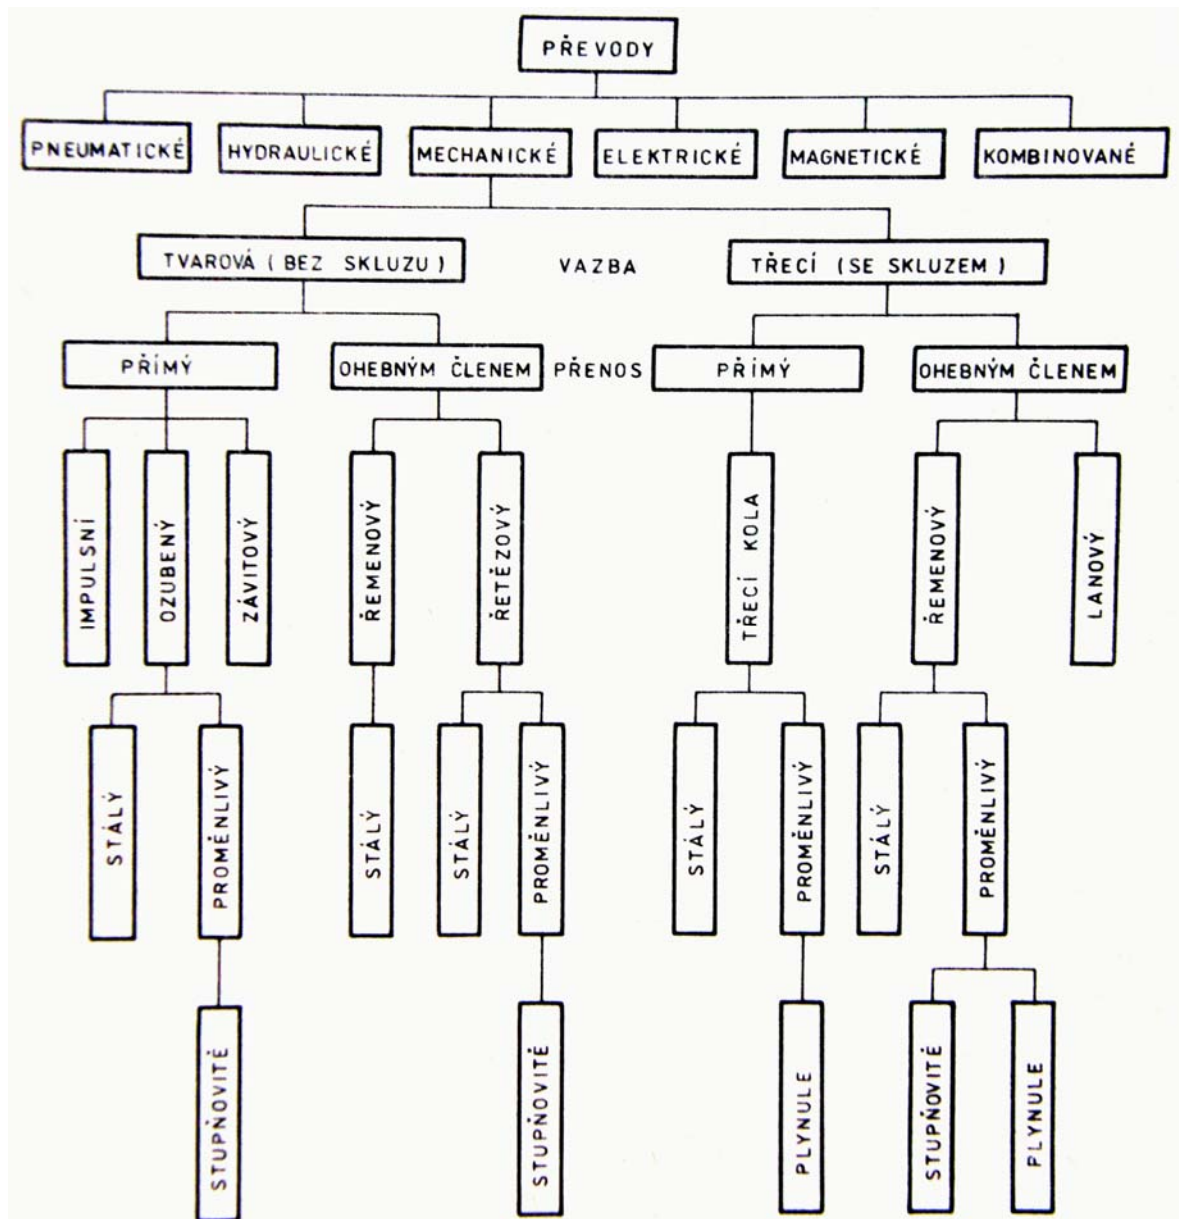 PŘEVODY
PNEUMATICKÉ HYDRAULICKÉ MECHANICKÉ ELEKTRICKÉ MAGNETICKÉ KOMBINOVANÉ
TVAROVÁ (BEZ SKLUZU) VAZBA TŘECÍ (SE SKLUZEM)
PŘÍMÝ OHEBNÝM ČLENEM PŘENOS PŘÍMÝ OHEBNÝM ČLENEM
IMPULSNÍ OZUBENÝ ZÁVITOVÝ ŘEMENOVÝ ŘETĚZOVÝ TŘECÍ KOLA ŘEMENOVÝ LANOVÝ
STÁLÝ PROMĚNLIVÝ STÁLÝ STÁLÝ PROMĚNLIVÝ STÁLÝ PROMĚNLIVÝ STÁLÝ PROMĚNLIVÝ
STUPŇOVITĚ STUPŇOVITĚ PLYNULE STUPŇOVITĚ PLYNULE